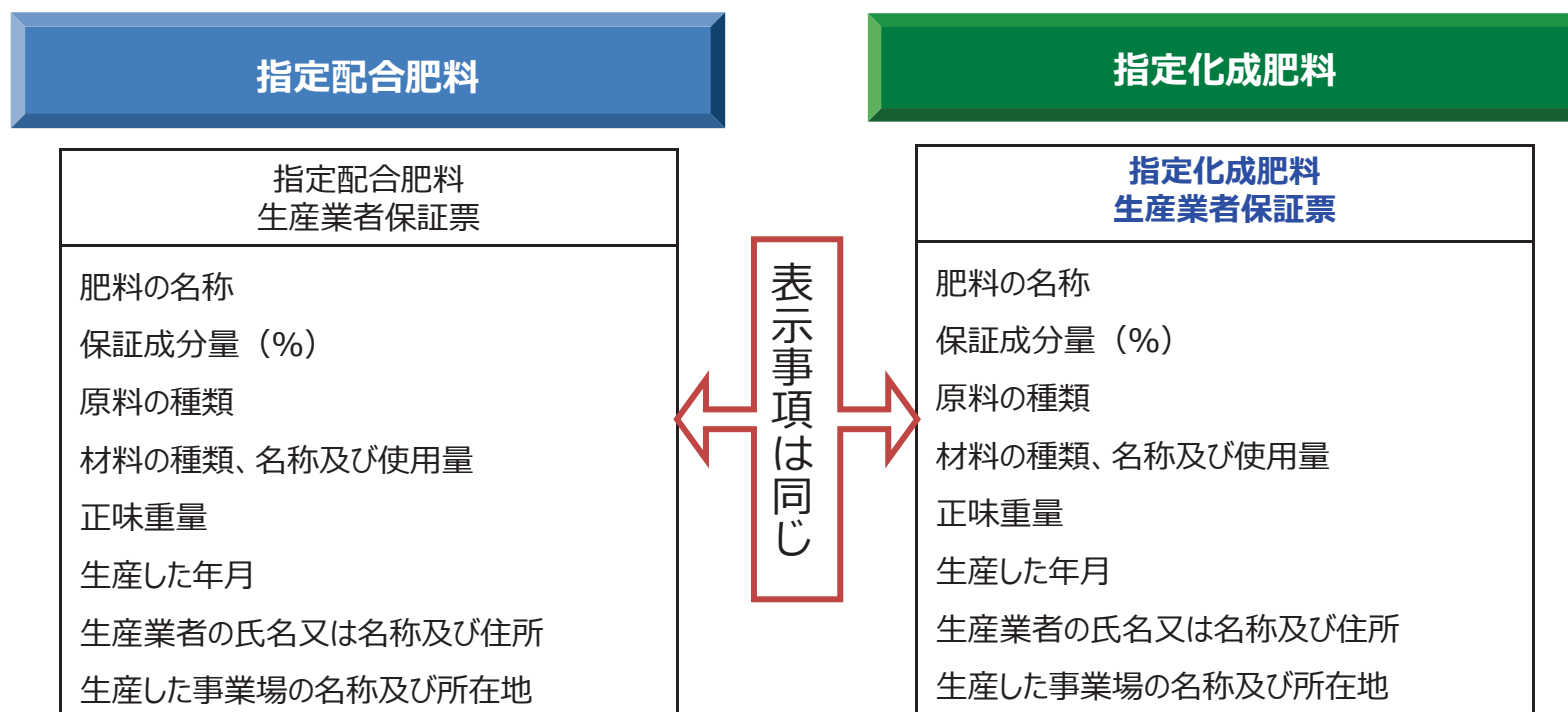 指定配合肥料
指定配合肥料
生産業者保証票
肥料の名称
保証成分量（%）
原料の種類
材料の種類、名称及び使用量
正味重量
生産した年月
生産業者の氏名又は名称及び住所
生産した事業場の名称及び所在地
表示事項は同じ
指定化成肥料
指定化成肥料
生産業者保証票
肥料の名称
保証成分量（%）
原料の種類
材料の種類、名称及び使用量
正味重量
生産した年月
生産業者の氏名又は名称及び住所
生産した事業場の名称及び所在地